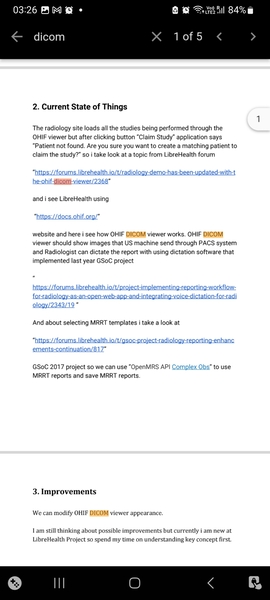 03:26
84%
dicom
1 of 5
2. Current State of Things
1
The radiology site loads all the studies being performed through the
OHIF viewer but after clicking button "Claim Study" application says
"Patient not found. Are you sure you want to create a matching patient to
claim the study?" so i take look at a topic from LibreHealth forum
"https://forums.librehealth.io/t/radiology-demo-has-been-updated-with-t
he-ohif-dicom-viewer/2368"
and i see LibreHealth using
"https://docs.ohif.org/"
website and here i see how OHIF DICOM viewer works. OHIF DICOM
viewer should show images that US machine send through PACS system
and Radiologist can dictate the report with using dictation software that
implemented last year GSoC project
"
https://forums.librehealth.io/t/project-implementing-reporting-workflow-
for-radiology-as-an-open-web-app-and-integrating-voice-dictation-for-radi
ology/2343/19 "
And about selecting MRRT templates i take a look at
"https://forums.librehealth.io/t/gsoc-project-radiology-reporting-enhanc
ements-continuation/817"
GSoC 2017 project so we can use "OpenMRS API Complex Obs" to use
MRRT reports and save MRRT reports.
3. Improvements
We can modify OHIF DICOM viewer appearance.
I am still thinking about possible improvements but currently i am new at
LibreHealth Project so spend my time on understanding key concept first.